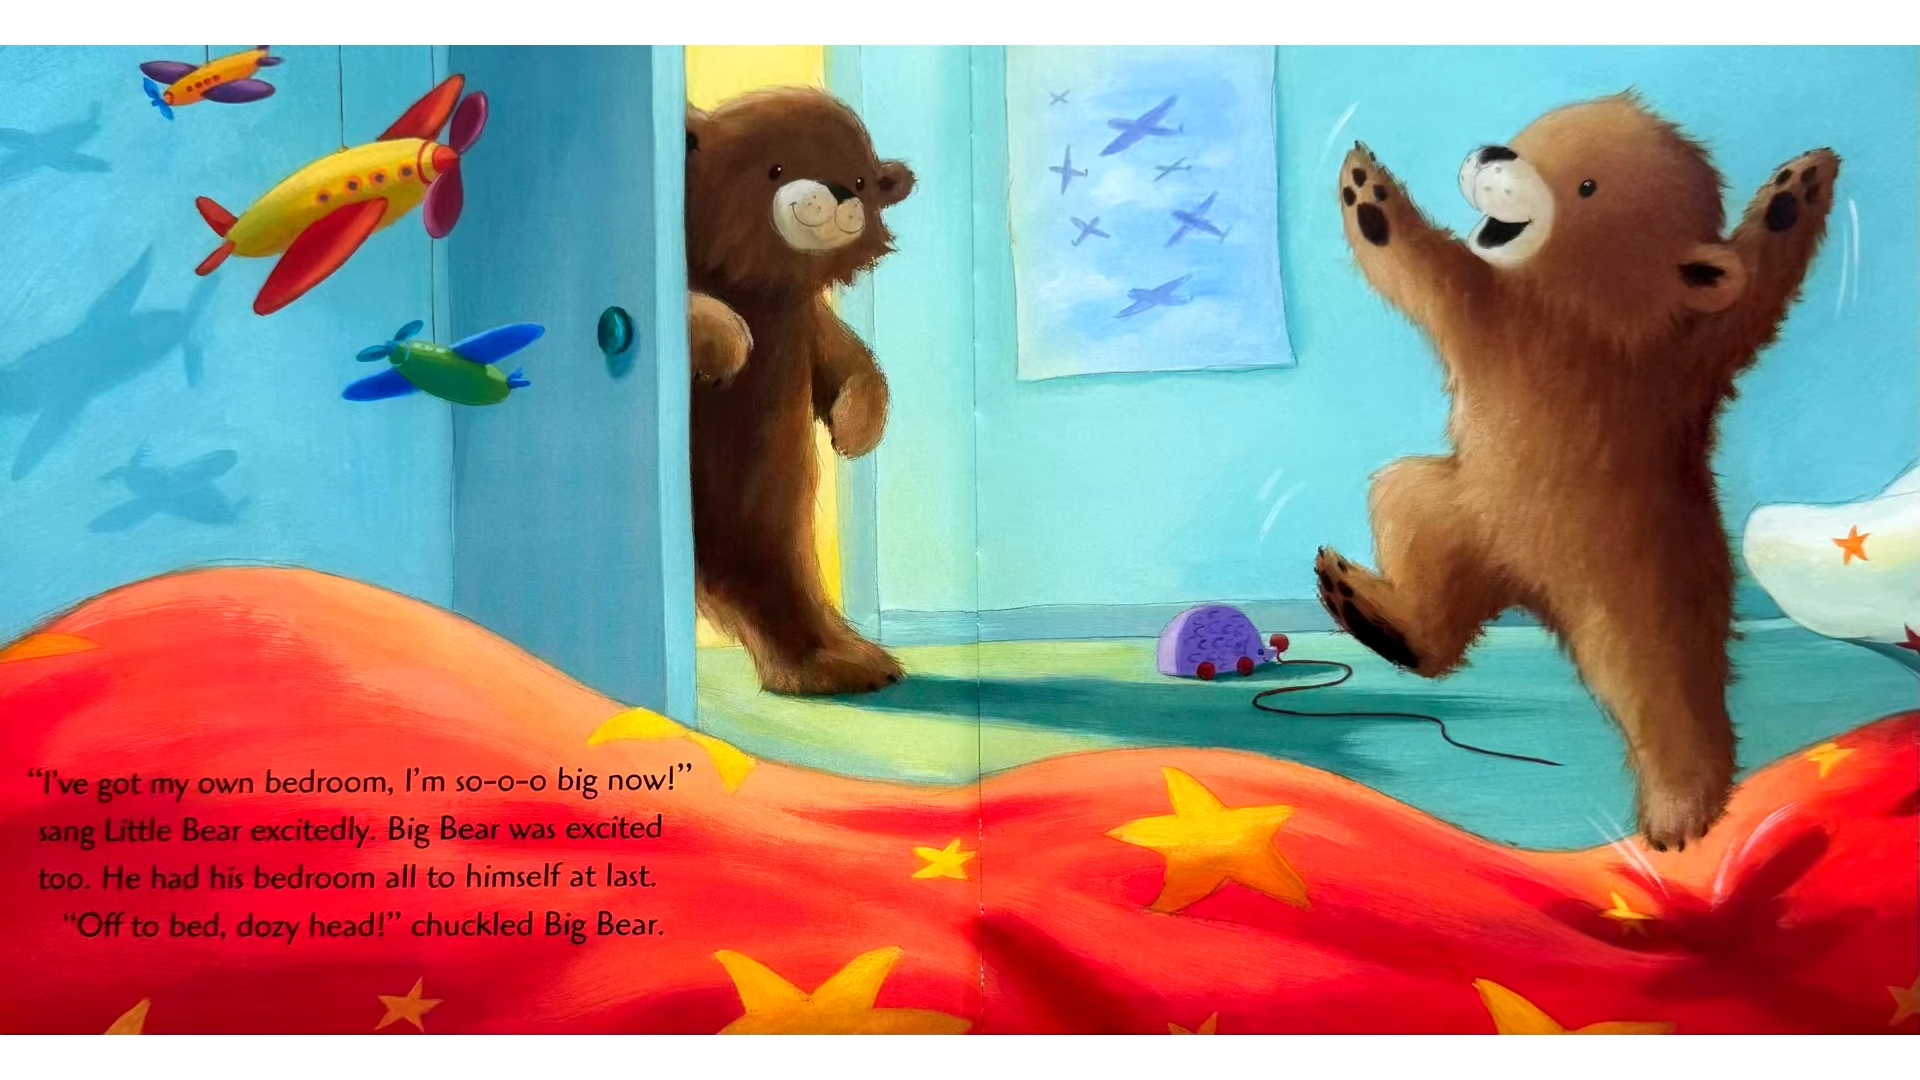 “I’ve got my own bedroom, I’m so-o-o big now!”
sang Little Bear excitedly. Big Bear was excited
too. He had his bedroom all to himself at last.
“Off to bed, dozy head!” chuckled Big Bear.